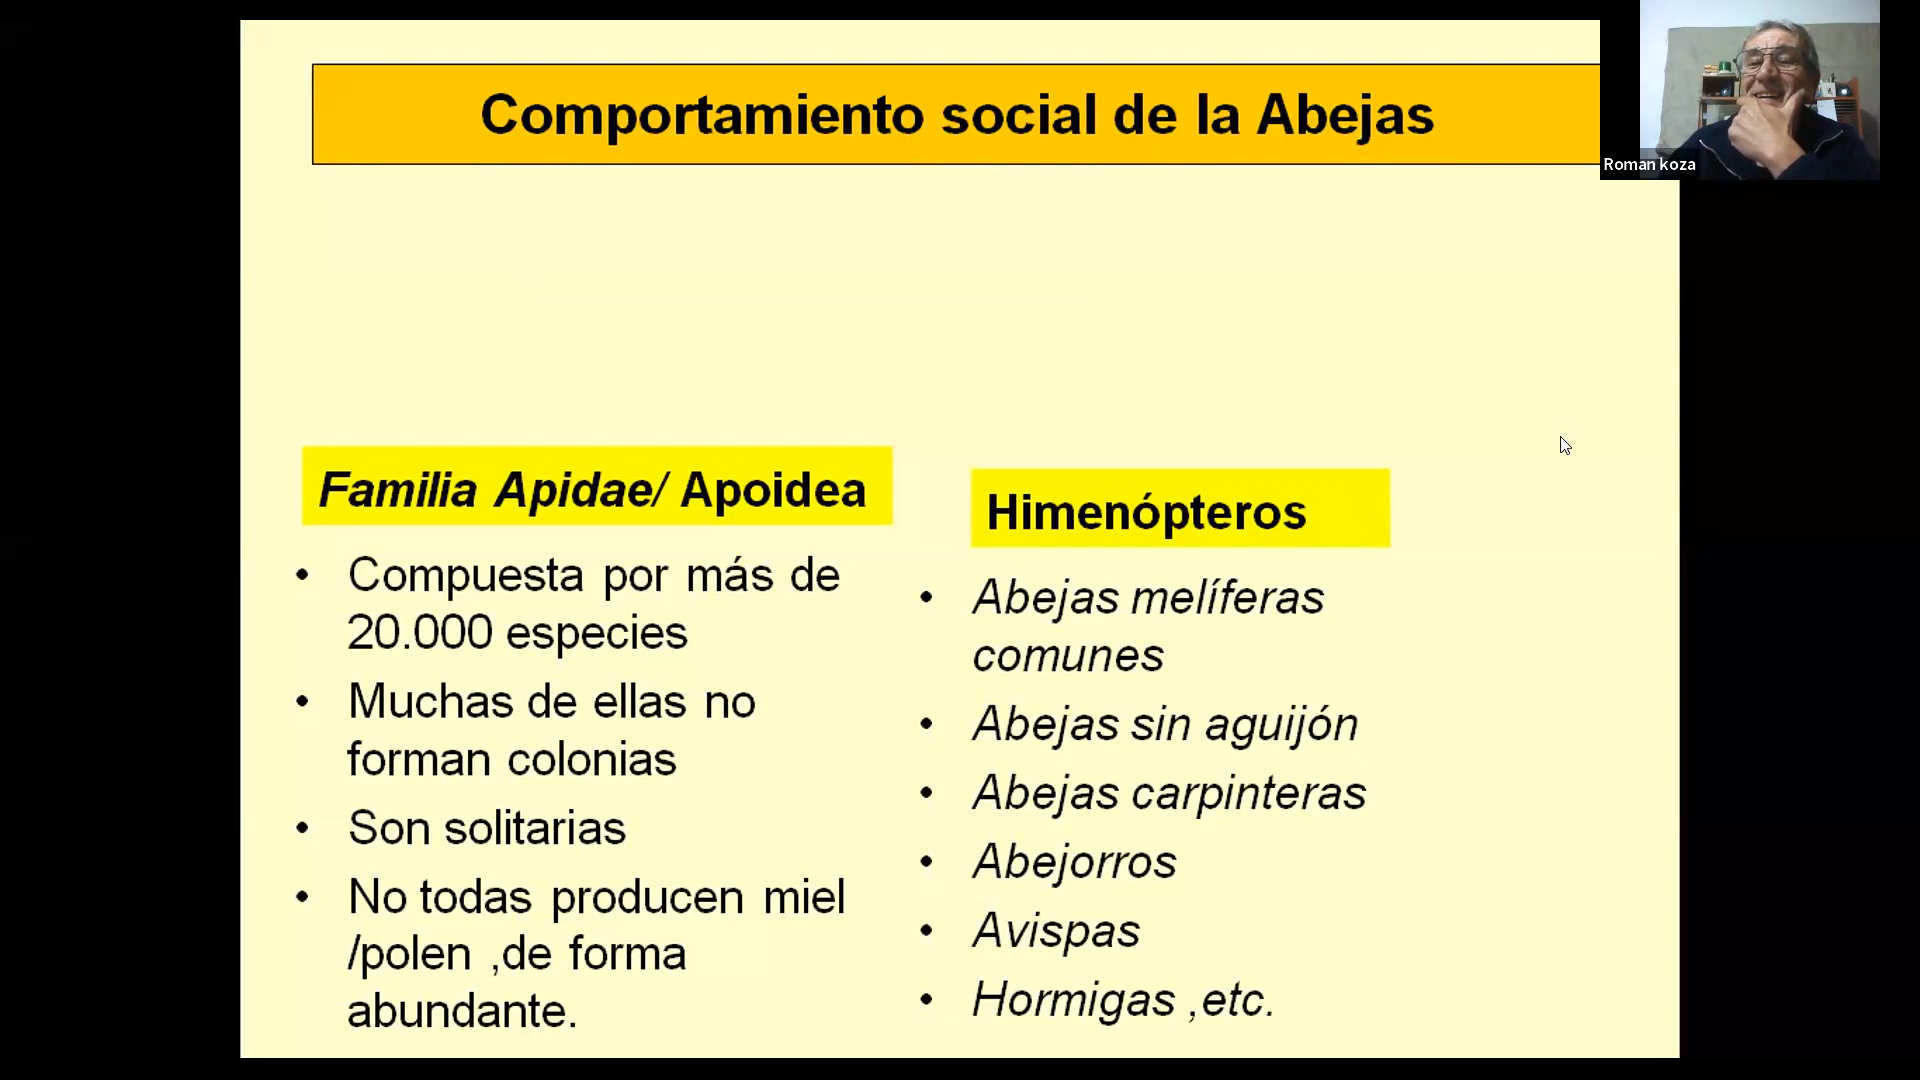 Comportamiento social de la Abejas
Roman koza
Familia Apidae/ Apoidea
• Compuesta por más de
20.000 especies
• Muchas de ellas no
forman colonias
• Son solitarias
• No todas producen miel
/polen ,de forma
abundante.
Himenópteros
• Abejas melíferas
comunes
• Abejas sin aguijón
• Abejas carpinteras
• Abejorros
• Avispas
• Hormigas ,etc.